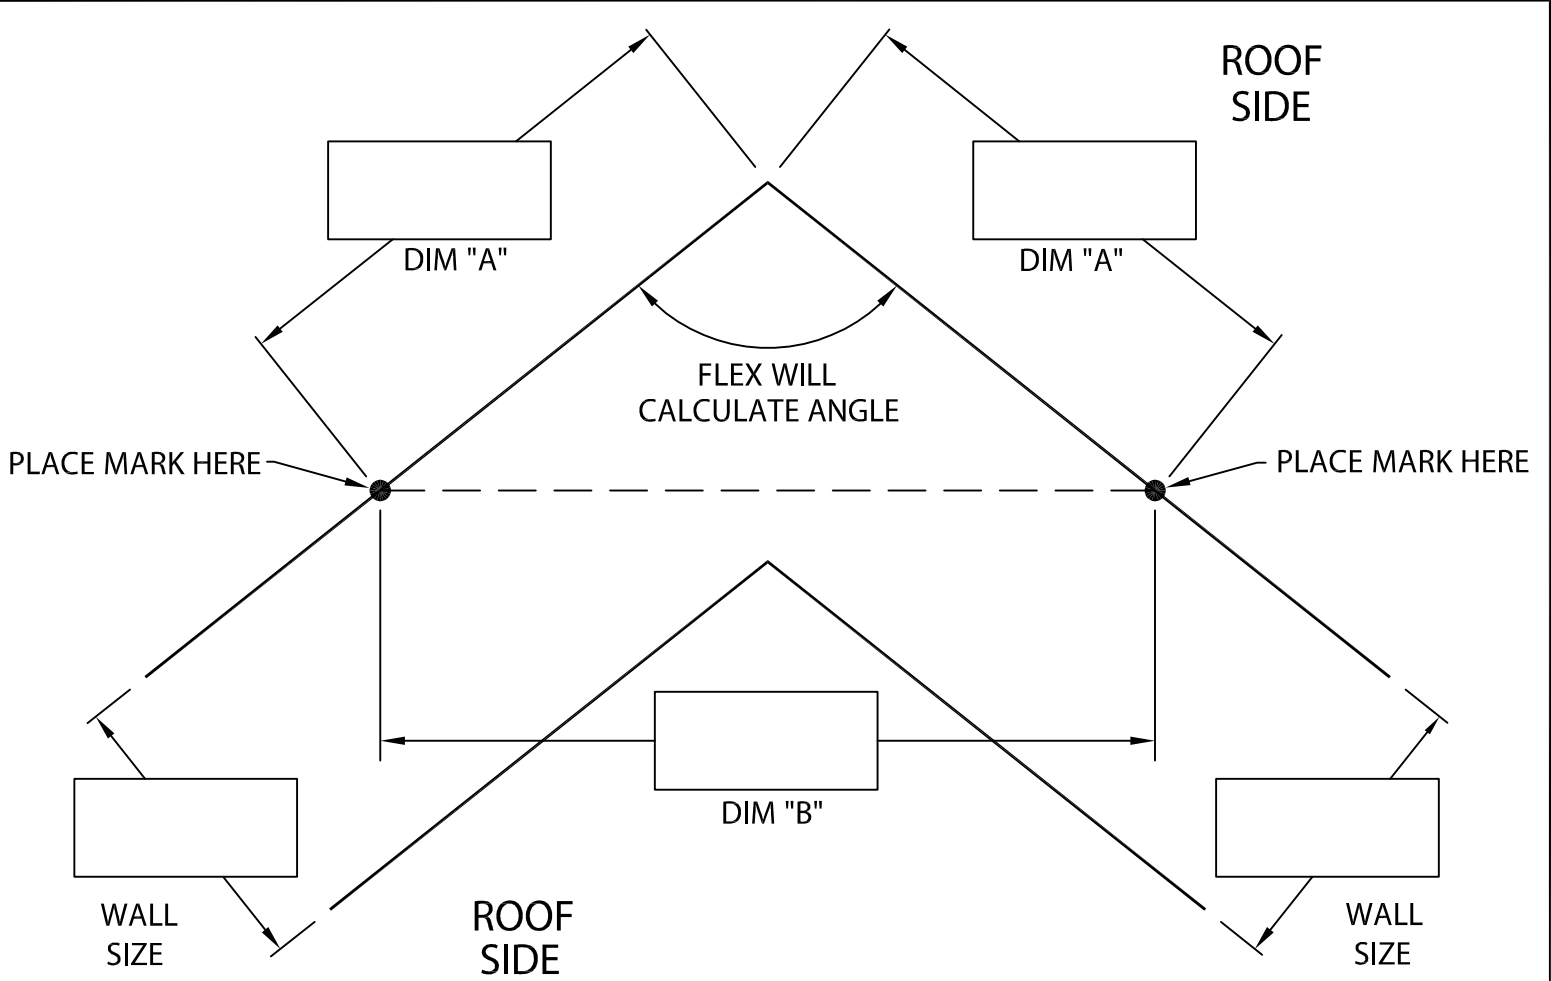 ROOF
SIDE
DIM "A"
DIM "A"
FLEX WILL
CALCULATE ANGLE
PLACE MARK HERE
PLACE MARK HERE
DIM "B"
WALL
SIZE
ROOF
SIDE
WALL
SIZE